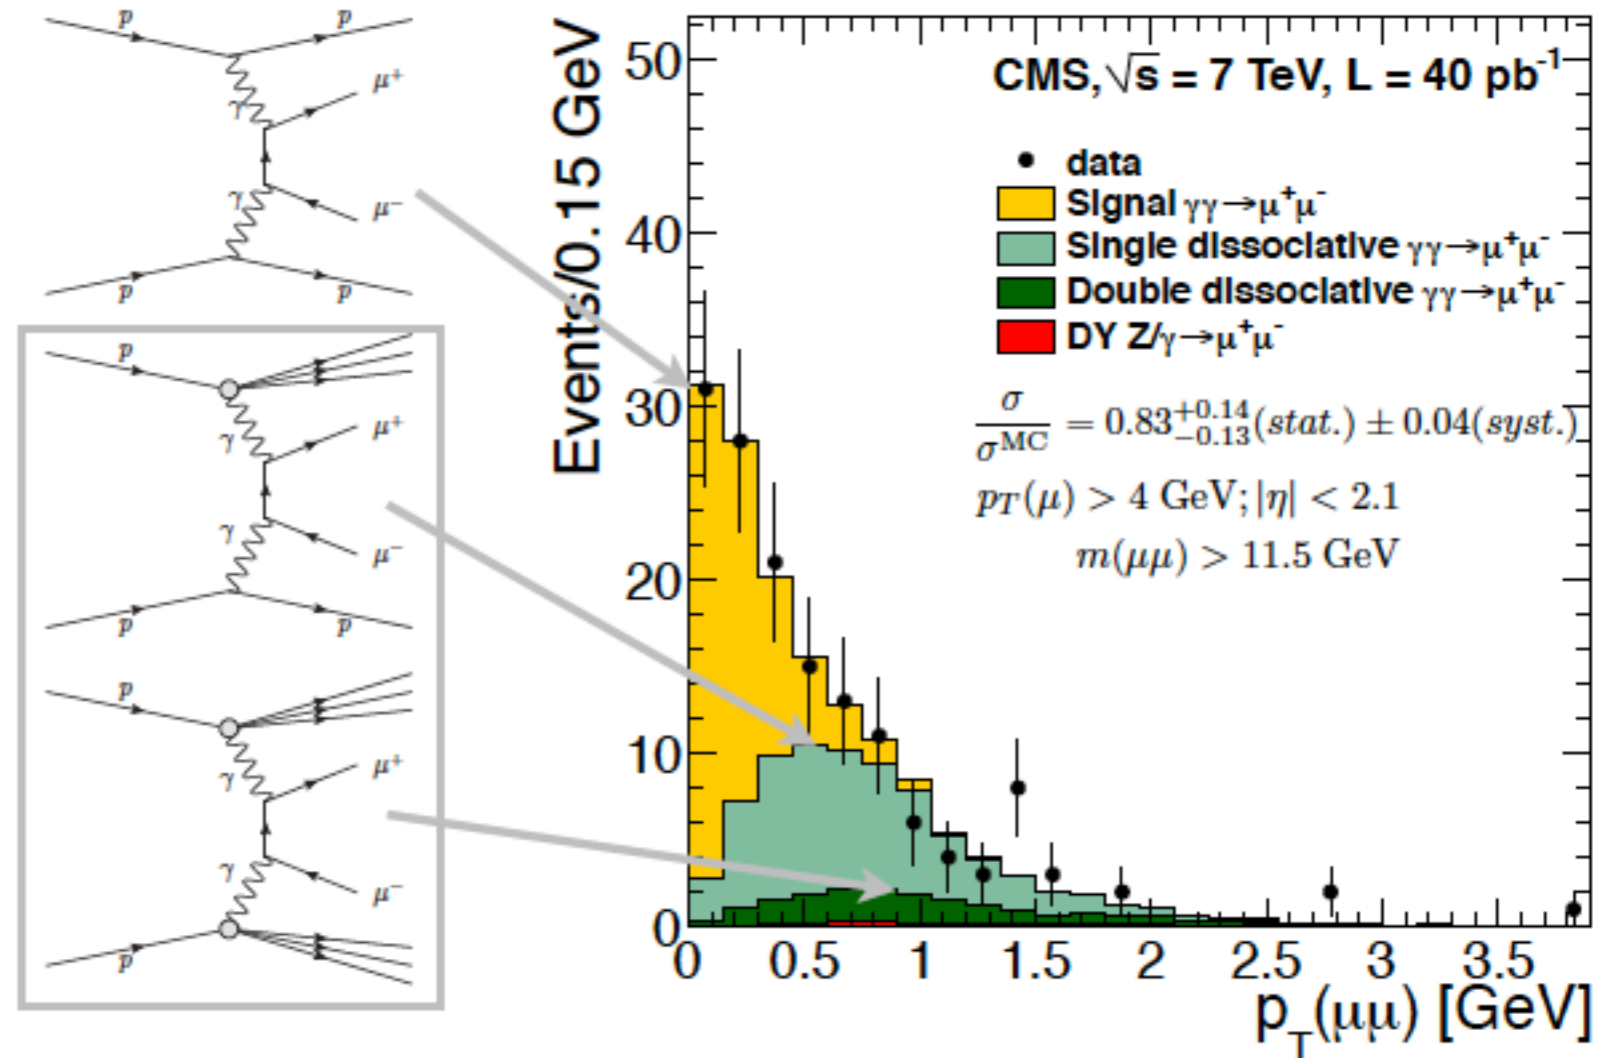 p p
γ μ⁺
γ μ⁻
p p
p
γ μ⁺
γ μ⁻
p p
p
γ μ⁺
γ μ⁻
p
Events/0.15 GeV
50
40
30
20
10
0
CMS, √s = 7 TeV, L = 40 pb⁻¹
data
Signal γγ→μ⁺μ⁻
Single dissociative γγ→μ⁺μ⁻
Double dissociative γγ→μ⁺μ⁻
DY Z/γ→μ⁺μ⁻
σ/σ^MC = 0.83 +0.14 −0.13 (stat.) ± 0.04(syst.)
p_T(μ) > 4 GeV; |η| < 2.1
m(μμ) > 11.5 GeV
0 0.5 1 1.5 2 2.5 3 3.5
p_T(μμ) [GeV]